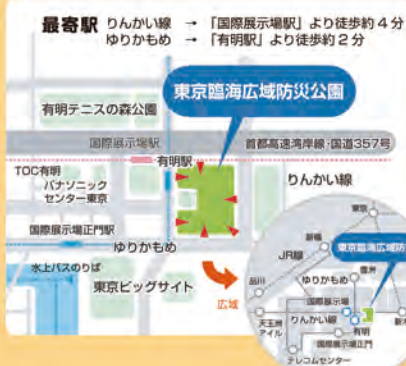 最寄駅 りんかい線 → 「国際展示場駅」より徒歩約4分
ゆりかもめ → 「有明駅」より徒歩約2分
東京臨海広域防災公園
有明テニスの森公園
国際展示場駅
首都高速湾岸線・国道357号
有明駅
TOC有明
パナソニック
センター東京
りんかい線
国際展示場正門駅
ゆりかもめ
水上バスのりば
東京ビッグサイト
広域
東京
新橋
JR線
東京臨海広域防
品川
ゆりかもめ
豊洲
国際展示場
天王洲
アイル
りんかい線
有明
新木
国際展示場正門
テレコムセンター